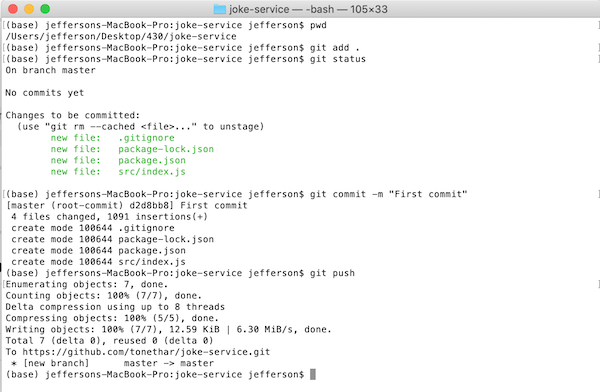 joke-service — -bash — 105×33
(base) jeffersons-MacBook-Pro:joke-service jefferson$ pwd
/Users/jefferson/Desktop/430/joke-service
(base) jeffersons-MacBook-Pro:joke-service jefferson$ git add .
(base) jeffersons-MacBook-Pro:joke-service jefferson$ git status
On branch master

No commits yet

Changes to be committed:
  (use "git rm --cached <file>..." to unstage)
        new file:   .gitignore
        new file:   package-lock.json
        new file:   package.json
        new file:   src/index.js

(base) jeffersons-MacBook-Pro:joke-service jefferson$ git commit -m "First commit"
[master (root-commit) d2d8bb8] First commit
 4 files changed, 1091 insertions(+)
 create mode 100644 .gitignore
 create mode 100644 package-lock.json
 create mode 100644 package.json
 create mode 100644 src/index.js
(base) jeffersons-MacBook-Pro:joke-service jefferson$ git push
Enumerating objects: 7, done.
Counting objects: 100% (7/7), done.
Delta compression using up to 8 threads
Compressing objects: 100% (5/5), done.
Writing objects: 100% (7/7), 12.59 KiB | 6.30 MiB/s, done.
Total 7 (delta 0), reused 0 (delta 0)
To https://github.com/tonethar/joke-service.git
 * [new branch]      master -> master
(base) jeffersons-MacBook-Pro:joke-service jefferson$